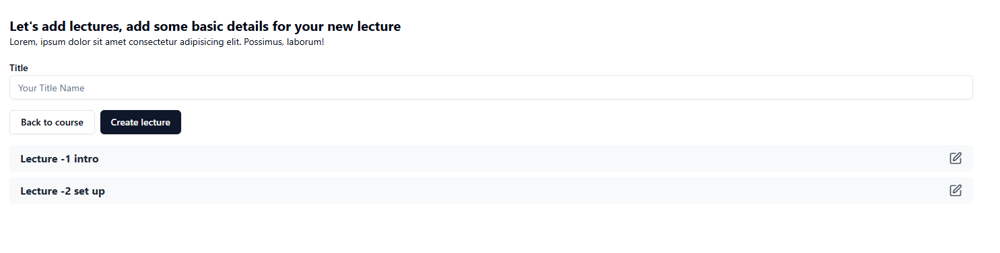 Let's add lectures, add some basic details for your new lecture
Lorem, ipsum dolor sit amet consectetur adipisicing elit. Possimus, laborum!
Title
Your Title Name
Back to course Create lecture
Lecture -1 intro
Lecture -2 set up